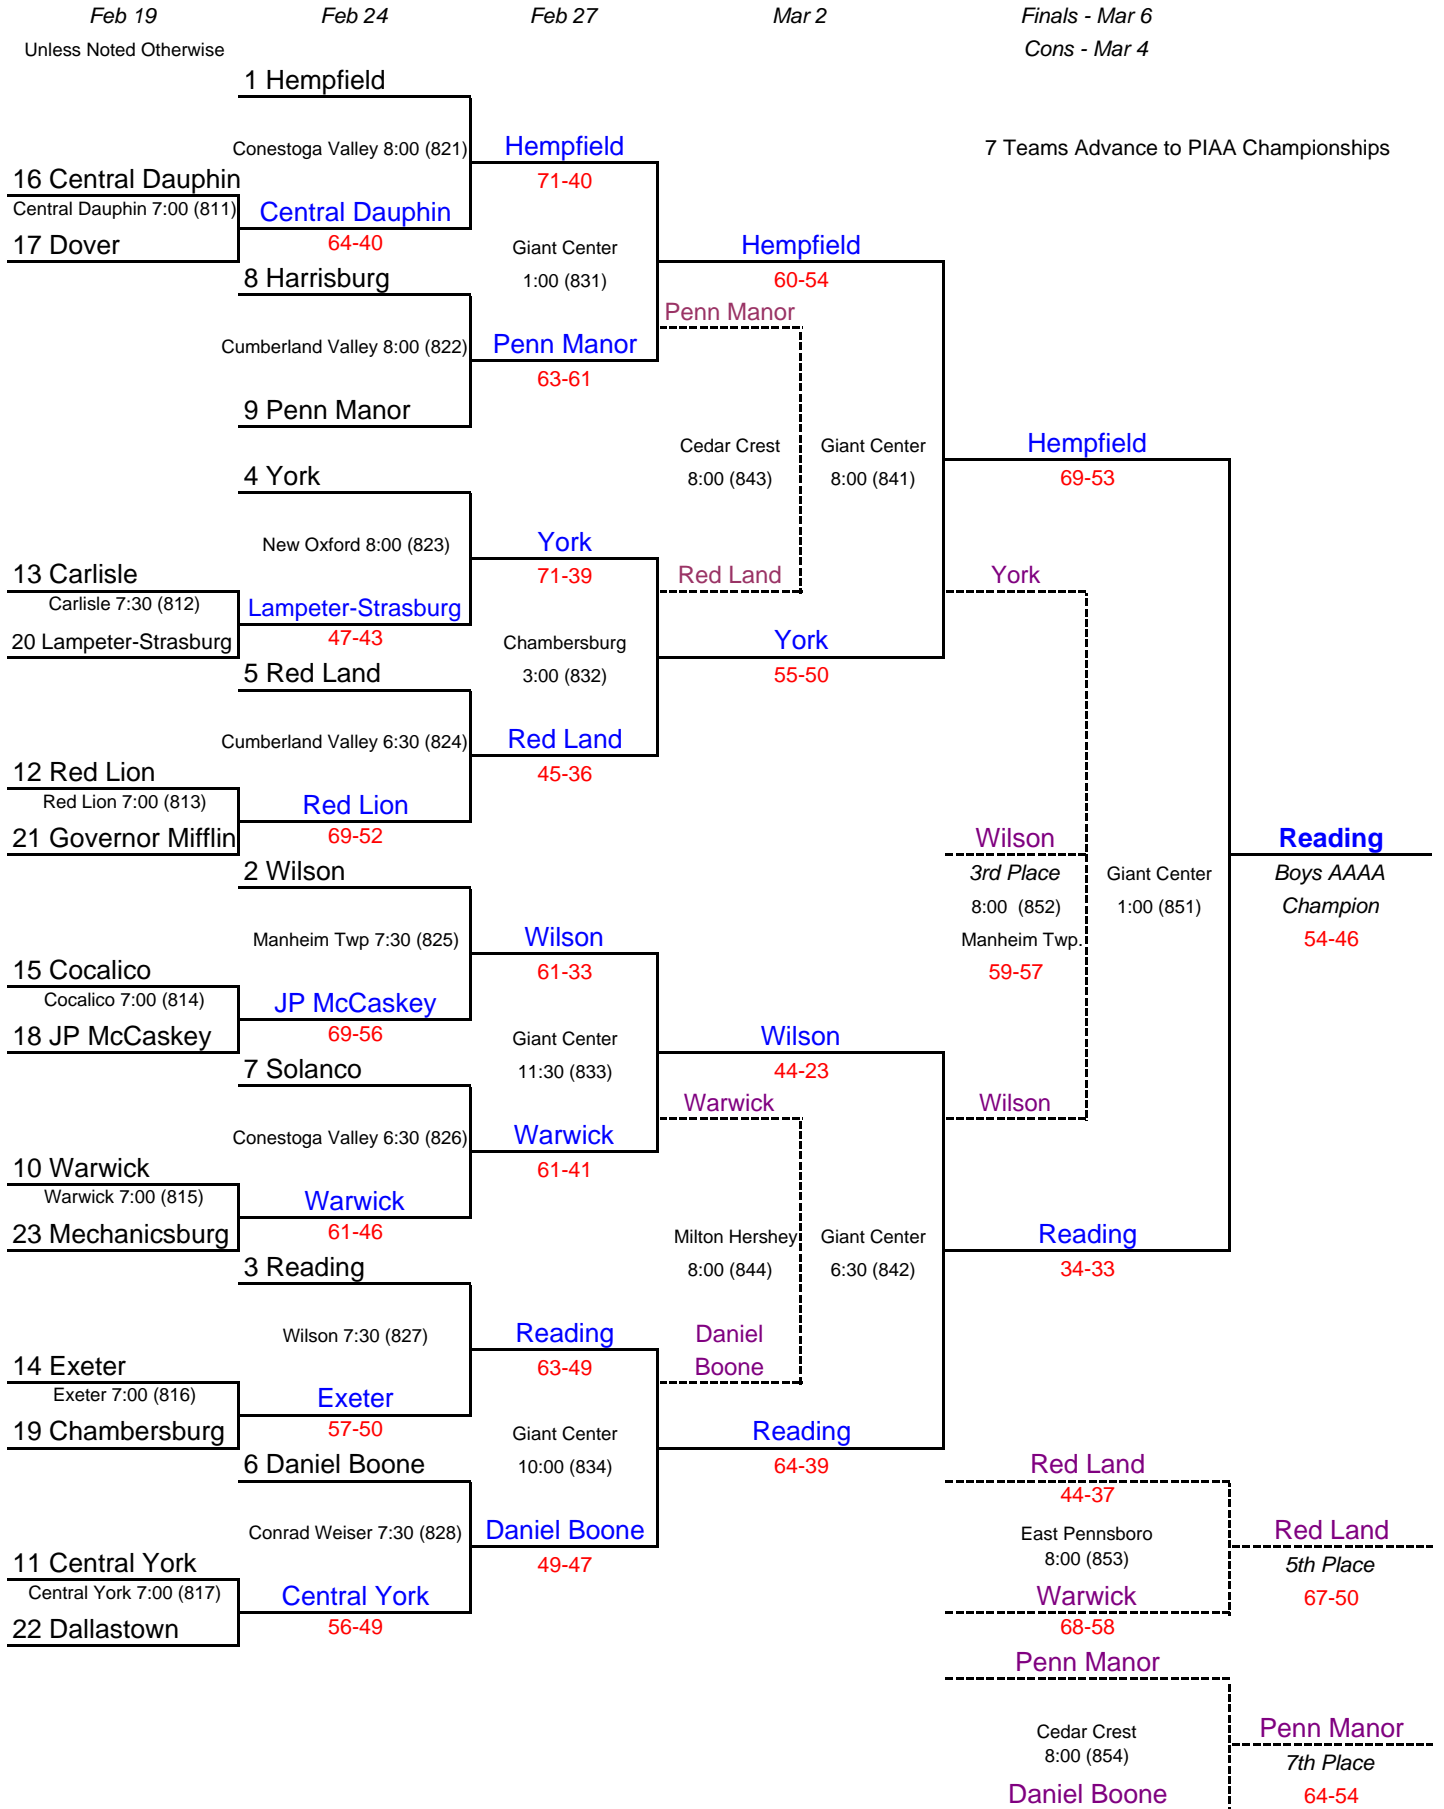 Feb 19
Feb 24
Feb 27
Mar 2
Finals - Mar 6
Unless Noted Otherwise
Cons - Mar 4
1 Hempfield
Conestoga Valley 8:00 (821)
Hempfield
7 Teams Advance to PIAA Championships
16 Central Dauphin
71-40
Central Dauphin 7:00 (811)
Central Dauphin
17 Dover
64-40
Giant Center
Hempfield
8 Harrisburg
1:00 (831)
60-54
Penn Manor
Cumberland Valley 8:00 (822)
Penn Manor
63-61
9 Penn Manor
Cedar Crest
Giant Center
Hempfield
4 York
8:00 (843)
8:00 (841)
69-53
New Oxford 8:00 (823)
York
13 Carlisle
71-39
Red Land
York
Carlisle 7:30 (812)
Lampeter-Strasburg
20 Lampeter-Strasburg
47-43
Chambersburg
York
5 Red Land
3:00 (832)
55-50
Cumberland Valley 6:30 (824)
Red Land
12 Red Lion
45-36
Red Lion 7:00 (813)
Red Lion
21 Governor Mifflin
69-52
Wilson
Reading
2 Wilson
3rd Place
Giant Center
Boys AAAA
8:00 (852)
1:00 (851)
Champion
Manheim Twp 7:30 (825)
Wilson
Manheim Twp.
54-46
15 Cocalico
61-33
59-57
Cocalico 7:00 (814)
JP McCaskey
18 JP McCaskey
69-56
Giant Center
Wilson
7 Solanco
11:30 (833)
44-23
Warwick
Wilson
Conestoga Valley 6:30 (826)
Warwick
10 Warwick
61-41
Warwick 7:00 (815)
Warwick
23 Mechanicsburg
61-46
Milton Hershey
Giant Center
Reading
3 Reading
8:00 (844)
6:30 (842)
34-33
Wilson 7:30 (827)
Reading
Daniel
14 Exeter
63-49
Boone
Exeter 7:00 (816)
Exeter
19 Chambersburg
57-50
Giant Center
Reading
6 Daniel Boone
10:00 (834)
64-39
Red Land
44-37
Conrad Weiser 7:30 (828)
Daniel Boone
East Pennsboro
Red Land
11 Central York
49-47
8:00 (853)
5th Place
Central York 7:00 (817)
Central York
Warwick
67-50
22 Dallastown
56-49
68-58
Penn Manor
Cedar Crest
Penn Manor
8:00 (854)
7th Place
Daniel Boone
64-54